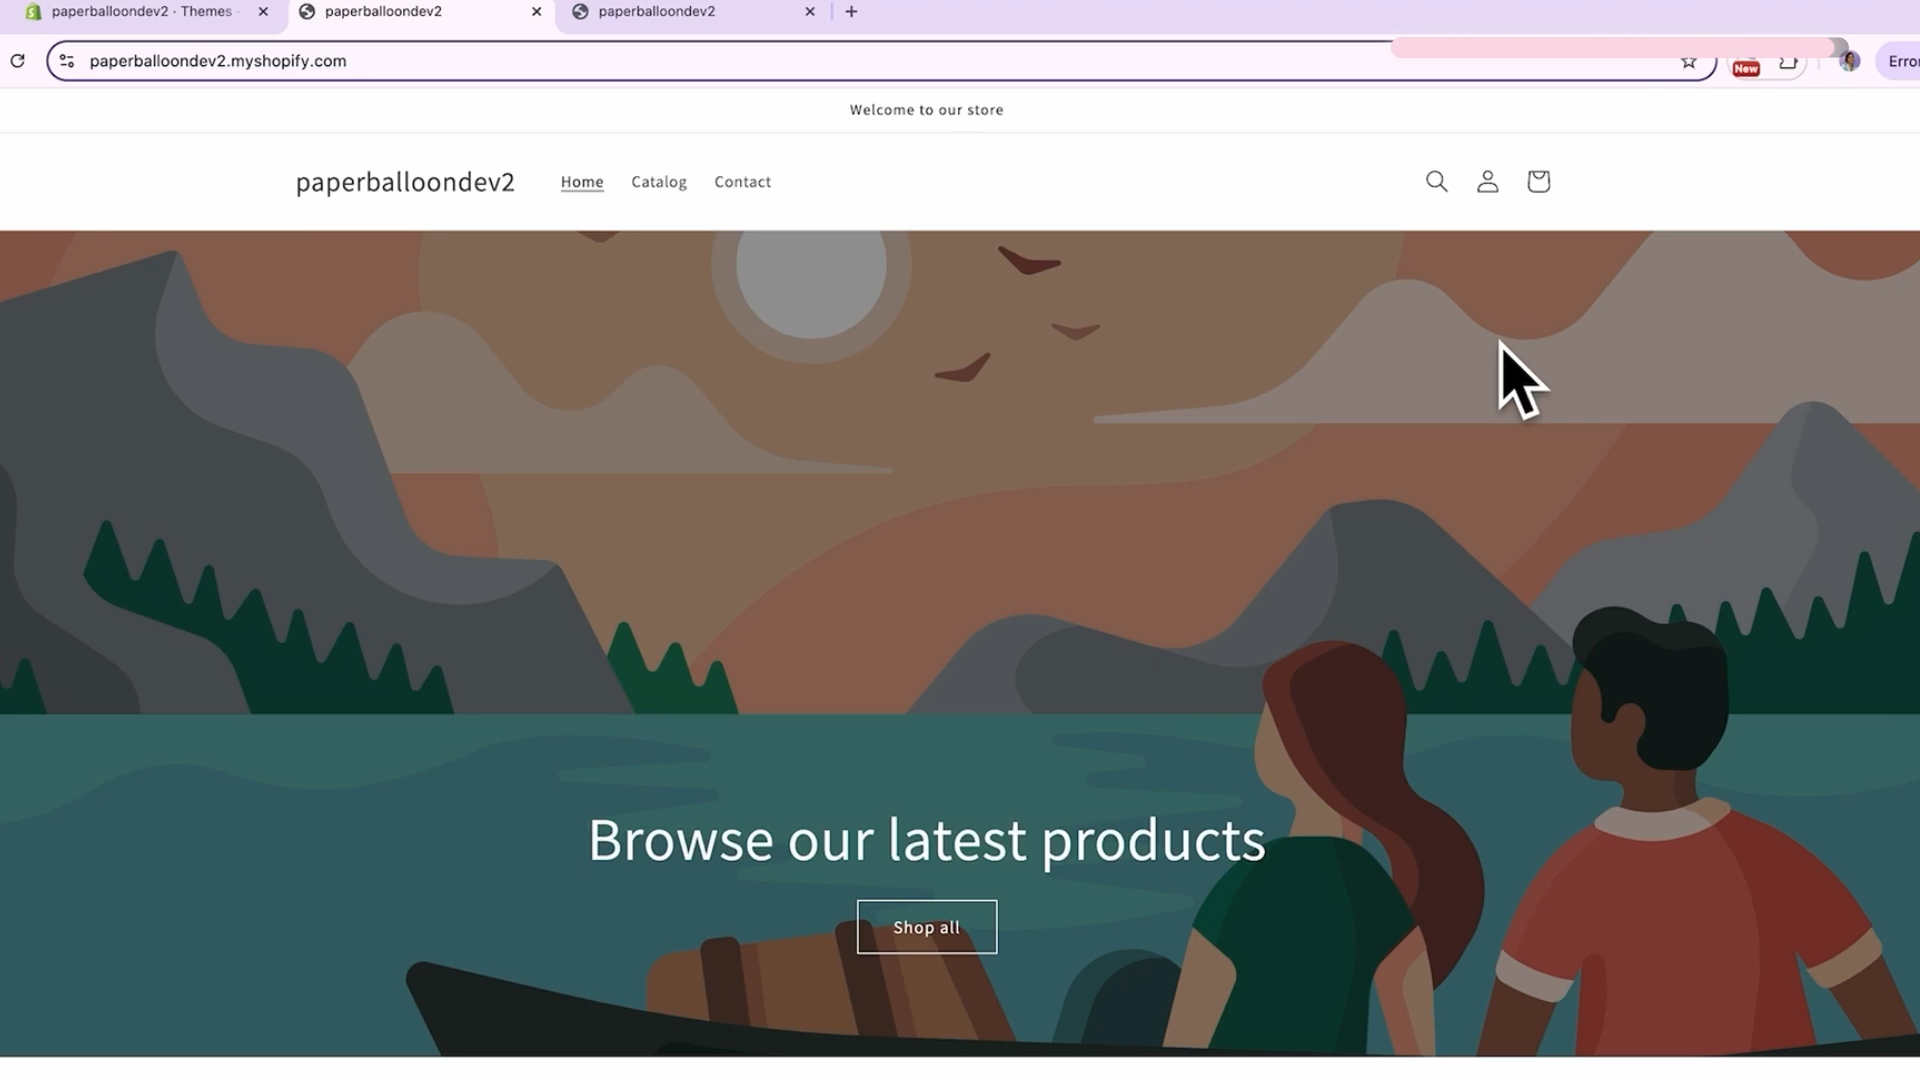 paperballoondev2 · Themes
paperballoondev2
paperballoondev2
paperballoondev2.myshopify.com
New
Error
Welcome to our store
paperballoondev2
Home
Catalog
Contact
Browse our latest products
Shop all